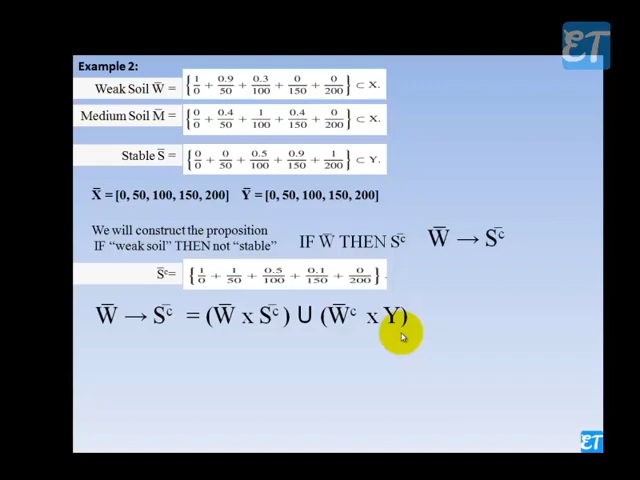 ET
Example 2:
Weak Soil W̅ = {1/0 + 0.9/50 + 0.3/100 + 0/150 + 0/200} ⊂ X.
Medium Soil M̅ = {0/0 + 0.4/50 + 1/100 + 0.4/150 + 0/200} ⊂ X.
Stable S̅ = {0/0 + 0/50 + 0.5/100 + 0.9/150 + 1/200} ⊂ Y.
X̅ = [0, 50, 100, 150, 200] Y̅ = [0, 50, 100, 150, 200]
We will construct the proposition
IF "weak soil" THEN not "stable" IF W̅ THEN S̅ᶜ W̅ → S̅ᶜ
S̅ᶜ= {1/0 + 1/50 + 0.5/100 + 0.1/150 + 0/200}.
W̅ → S̅ᶜ = (W̅ x S̅ᶜ ) U (W̅ᶜ x Y)
ET